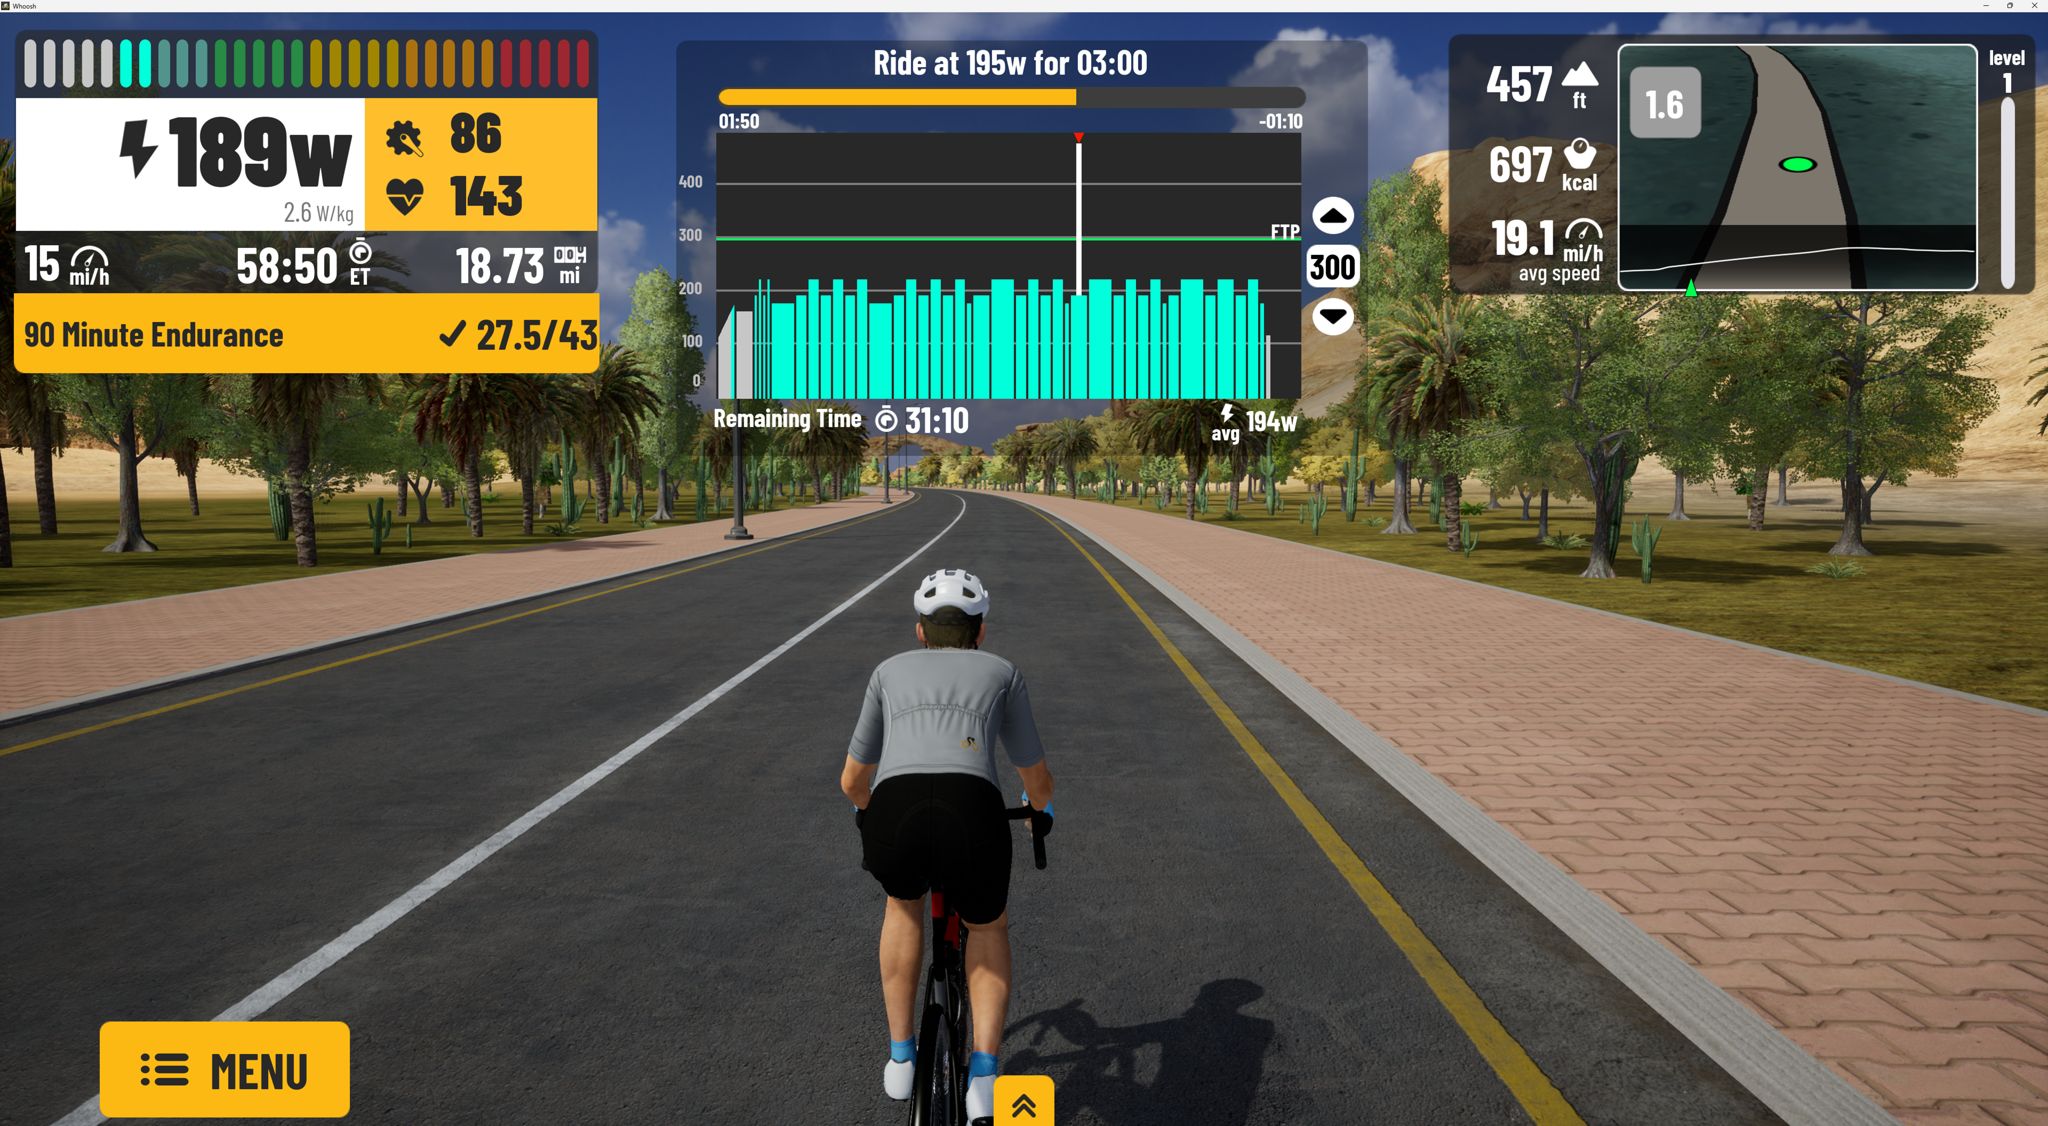 Whoosh
189w
2.6 W/kg
86
143
15 mi/h
58:50 ET
18.73 mi
90 Minute Endurance
27.5/43
Ride at 195w for 03:00
01:50
-01:10
400
300
200
100
0
FTP
300
Remaining Time 31:10
avg 194w
457 ft
697 kcal
19.1 mi/h
avg speed
1.6
level
1
MENU